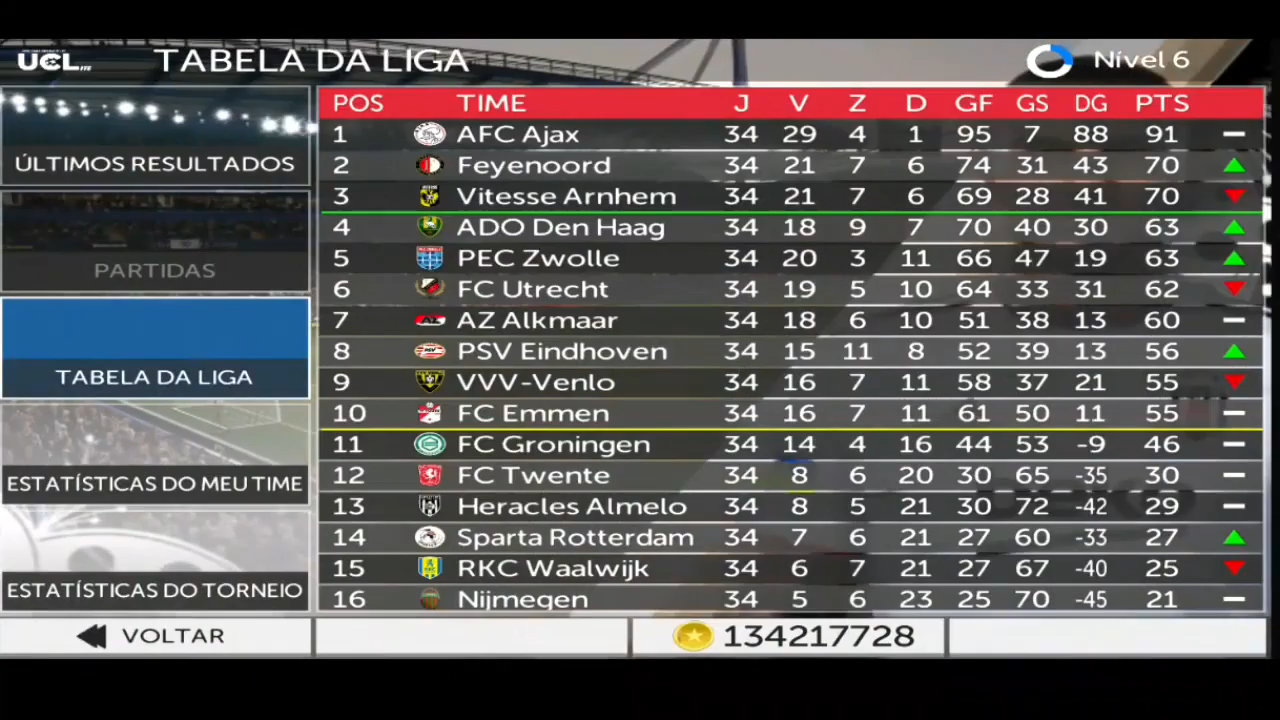 UCL TABELA DA LIGA Nível 6
ÚLTIMOS RESULTADOS
PARTIDAS
TABELA DA LIGA
ESTATÍSTICAS DO MEU TIME
ESTATÍSTICAS DO TORNEIO
POS TIME J V Z D GF GS DG PTS
1 AFC Ajax 34 29 4 1 95 7 88 91
2 Feyenoord 34 21 7 6 74 31 43 70
3 Vitesse Arnhem 34 21 7 6 69 28 41 70
4 ADO Den Haag 34 18 9 7 70 40 30 63
5 PEC Zwolle 34 20 3 11 66 47 19 63
6 FC Utrecht 34 19 5 10 64 33 31 62
7 AZ Alkmaar 34 18 6 10 51 38 13 60
8 PSV Eindhoven 34 15 11 8 52 39 13 56
9 VVV-Venlo 34 16 7 11 58 37 21 55
10 FC Emmen 34 16 7 11 61 50 11 55
11 FC Groningen 34 14 4 16 44 53 -9 46
12 FC Twente 34 8 6 20 30 65 -35 30
13 Heracles Almelo 34 8 5 21 30 72 -42 29
14 Sparta Rotterdam 34 7 6 21 27 60 -33 27
15 RKC Waalwijk 34 6 7 21 27 67 -40 25
16 Nijmegen 34 5 6 23 25 70 -45 21
VOLTAR 134217728